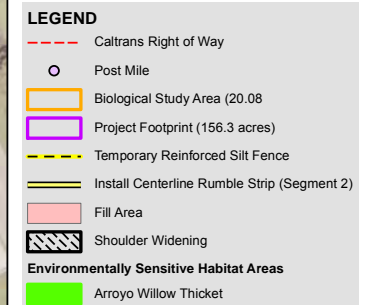 LEGEND
Caltrans Right of Way
Post Mile
Biological Study Area (20.08
Project Footprint (156.3 acres)
Temporary Reinforced Silt Fence
Install Centerline Rumble Strip (Segment 2)
Fill Area
Shoulder Widening
Environmentally Sensitive Habitat Areas
Arroyo Willow Thicket